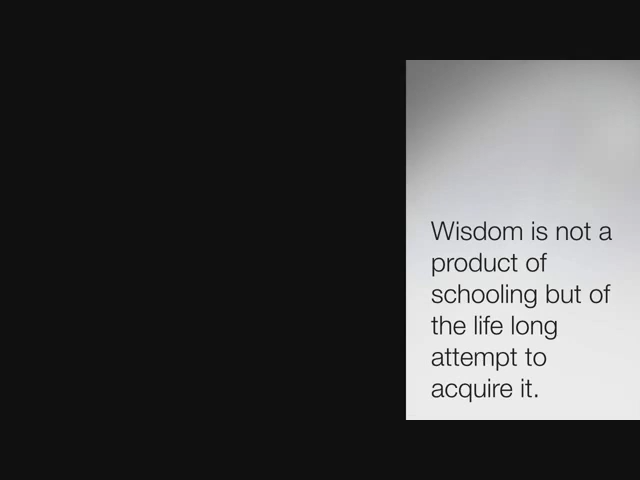 Wisdom is not a
product of
schooling but of
the life long
attempt to
acquire it.